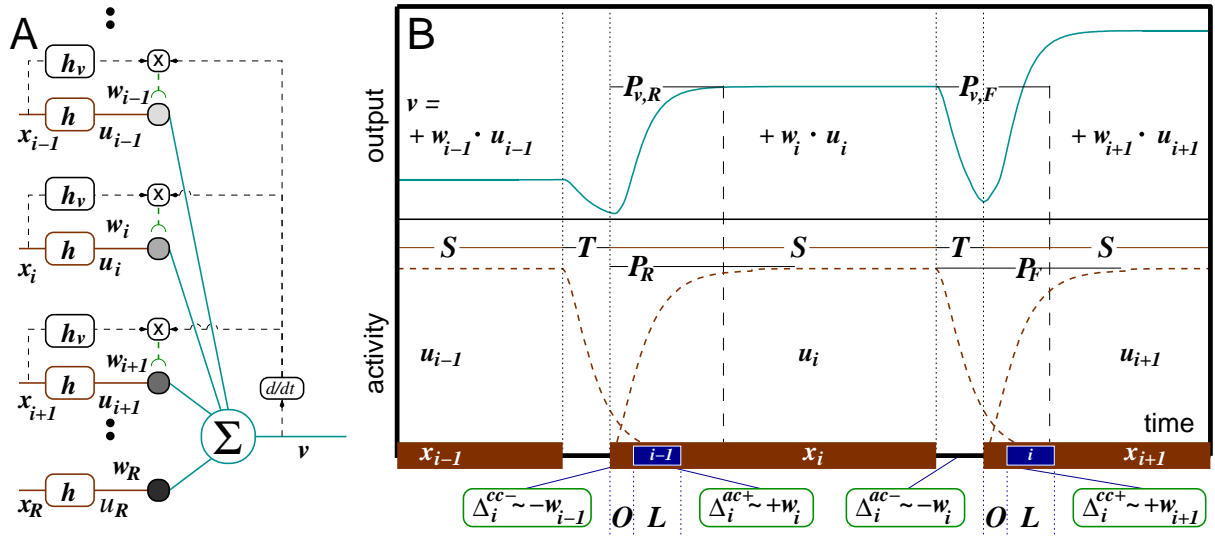 A
h_v
X
w_{i-1}
h
x_{i-1}
u_{i-1}
h_v
X
w_i
h
x_i
u_i
h_v
X
w_{i+1}
h
x_{i+1}
u_{i+1}
d/dt
Σ
v
w_R
h
x_R
u_R
B
output
v =
+ w_{i-1} · u_{i-1}
P_{v,R}
+ w_i · u_i
P_{v,F}
+ w_{i+1} · u_{i+1}
S T S T S
P_R
P_F
activity
u_{i-1}
u_i
u_{i+1}
time
x_{i-1}
i-1
x_i
i
x_{i+1}
Δ_i^{cc-} ~ -w_{i-1}
O L
Δ_i^{ac+} ~ +w_i
Δ_i^{ac-} ~ -w_i
O L
Δ_i^{cc+} ~ +w_{i+1}